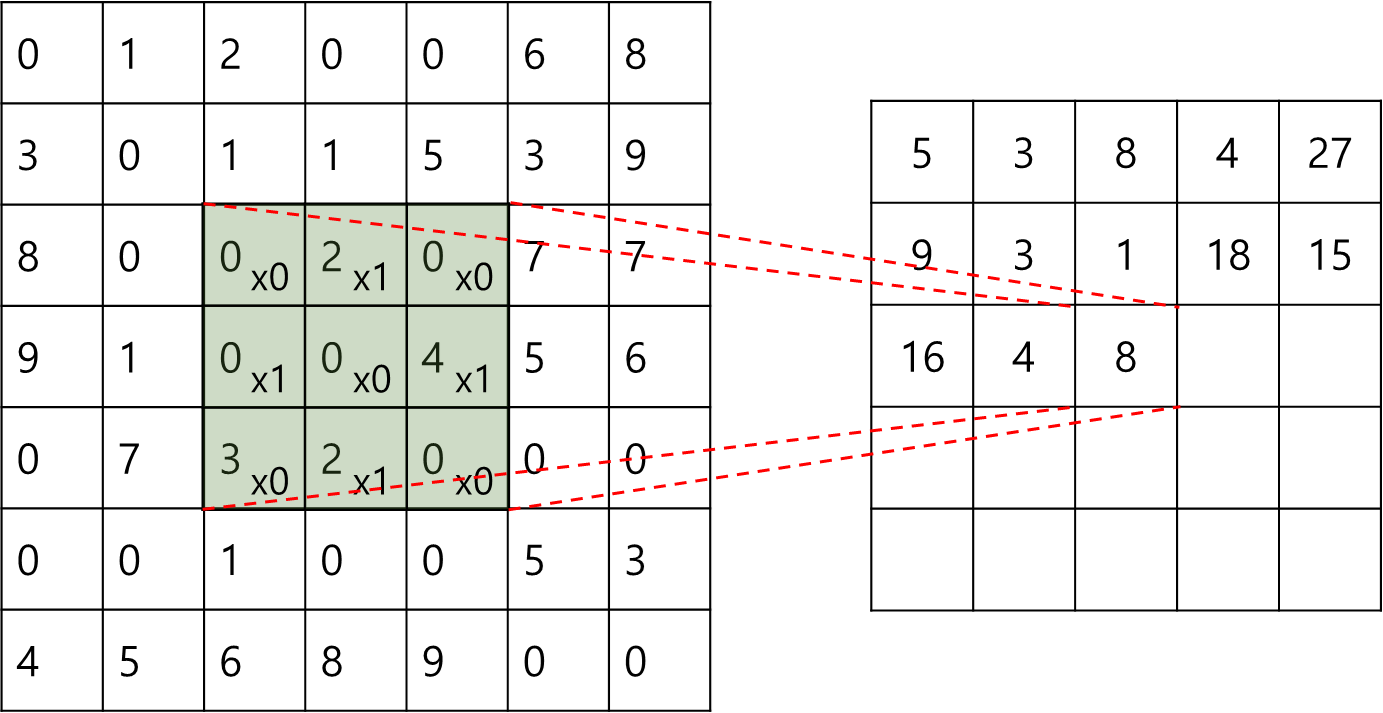 0 1 2 0 0 6 8
3 0 1 1 5 3 9
5 3 8 4 27
8 0 0 x0 2 x1 0 x0 7 7
9 3 1 18 15
9 1 0 x1 0 x0 4 x1 5 6
16 4 8
0 7 3 x0 2 x1 0 x0 0 0
0 0 1 0 0 5 3
4 5 6 8 9 0 0